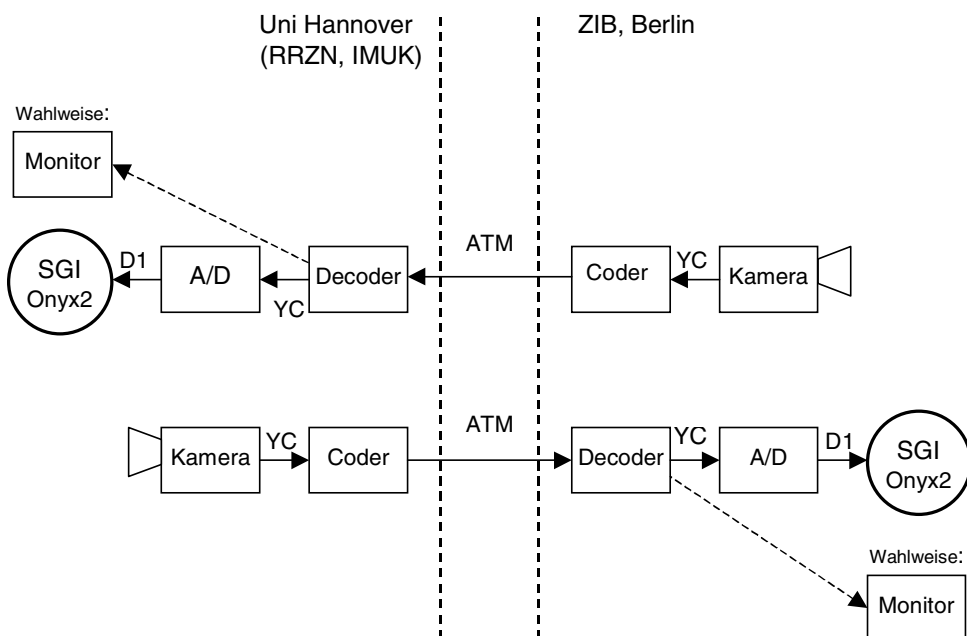 Uni Hannover
(RRZN, IMUK)
ZIB, Berlin
Wahlweise:
Monitor
SGI
Onyx2
D1
A/D
YC
Decoder
ATM
Coder
YC
Kamera
Kamera
YC
Coder
ATM
Decoder
YC
A/D
D1
SGI
Onyx2
Wahlweise:
Monitor